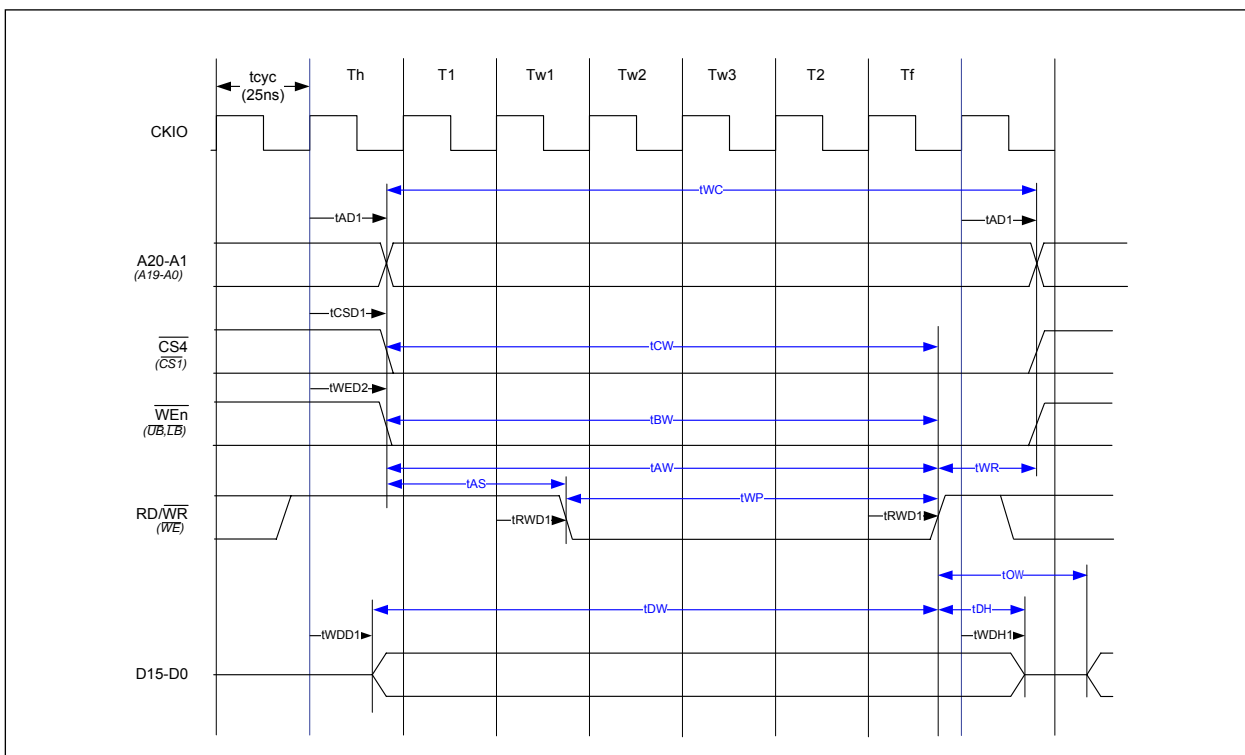 tcyc
(25ns)
Th
T1
Tw1
Tw2
Tw3
T2
Tf
CKIO
tWC
tAD1
tAD1
A20-A1
(A19-A0)
tCSD1
CS4
(CS1)
tCW
tWED2
WEn
(UB,LB)
tBW
tAW
tWR
tAS
tWP
RD/WR
(WE)
tRWD1
tRWD1
tOW
tDW
tDH
tWDD1
tWDH1
D15-D0